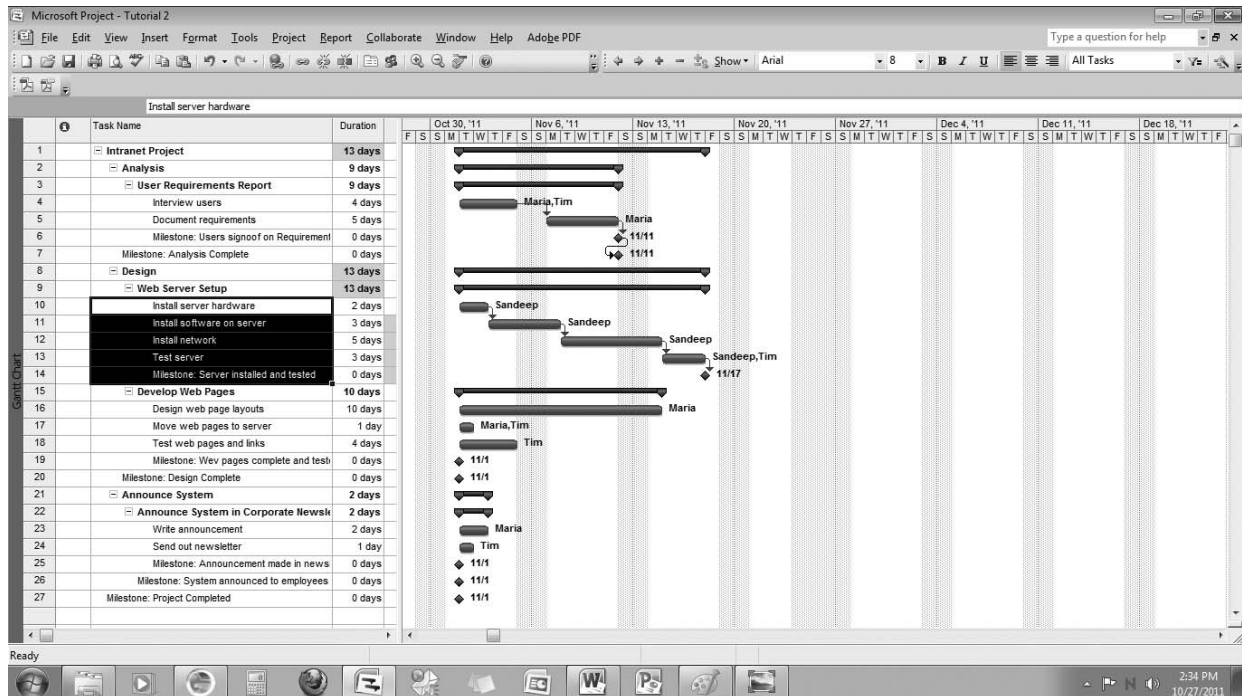 Microsoft Project - Tutorial 2
File Edit View Insert Format Tools Project Report Collaborate Window Help Adobe PDF Type a question for help
Show Arial 8 B I U All Tasks
Install server hardware
Task Name Duration Oct 30, '11 Nov 6, '11 Nov 13, '11 Nov 20, '11 Nov 27, '11 Dec 4, '11 Dec 11, '11 Dec 18, '11
F S S M T W T F S S M T W T F S S M T W T F S S M T W T F S S M T W T F S S M T W T F S S M T W T F S S M T W T F
1 Intranet Project 13 days
2 Analysis 9 days
3 User Requirements Report 9 days
4 Interview users 4 days Maria,Tim
5 Document requirements 5 days Maria
6 Milestone: Users signoof on Requirement 0 days 11/11
7 Milestone: Analysis Complete 0 days 11/11
8 Design 13 days
9 Web Server Setup 13 days
10 Install server hardware 2 days Sandeep
11 Install software on server 3 days Sandeep
12 Install network 5 days Sandeep
13 Test server 3 days Sandeep,Tim
14 Milestone: Server installed and tested 0 days 11/17
15 Develop Web Pages 10 days
16 Design web page layouts 10 days Maria
17 Move web pages to server 1 day Maria,Tim
18 Test web pages and links 4 days Tim
19 Milestone: Wev pages complete and test 0 days 11/1
20 Milestone: Design Complete 0 days 11/1
21 Announce System 2 days
22 Announce System in Corporate Newsle 2 days
23 Write announcement 2 days Maria
24 Send out newsletter 1 day Tim
25 Milestone: Announcement made in news 0 days 11/1
26 Milestone: System announced to employees 0 days 11/1
27 Milestone: Project Completed 0 days 11/1
Gantt Chart
Ready
2:34 PM
10/27/2011